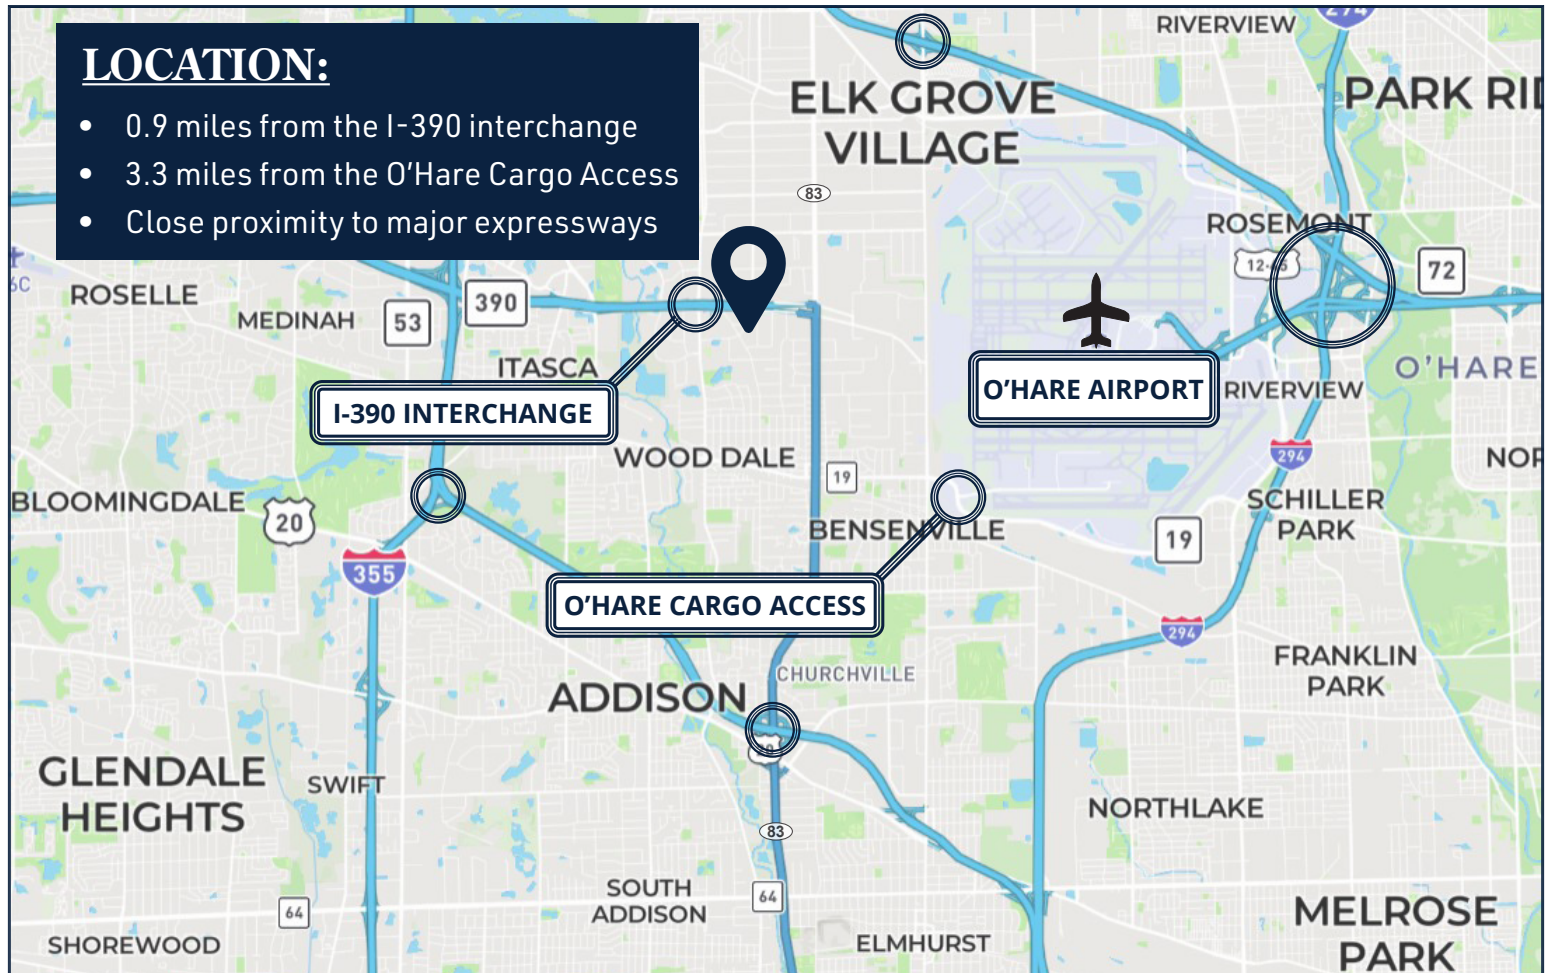 LOCATION:
• 0.9 miles from the I-390 interchange
• 3.3 miles from the O'Hare Cargo Access
• Close proximity to major expressways
RIVERVIEW
294
ELK GROVE
VILLAGE
PARK RI
83
ROSEMONT
72
6C
ROSELLE
MEDINAH
53
390
ITASCA
O'HARE
O'HARE AIRPORT
RIVERVIEW
I-390 INTERCHANGE
WOOD DALE
19
294
NOR
BLOOMINGDALE
20
SCHILLER
PARK
BENSENVILLE
19
355
O'HARE CARGO ACCESS
294
FRANKLIN
PARK
CHURCHVILLE
ADDISON
GLENDALE
HEIGHTS
SWIFT
NORTHLAKE
83
SOUTH
ADDISON
64
64
MELROSE
PARK
SHOREWOOD
ELMHURST